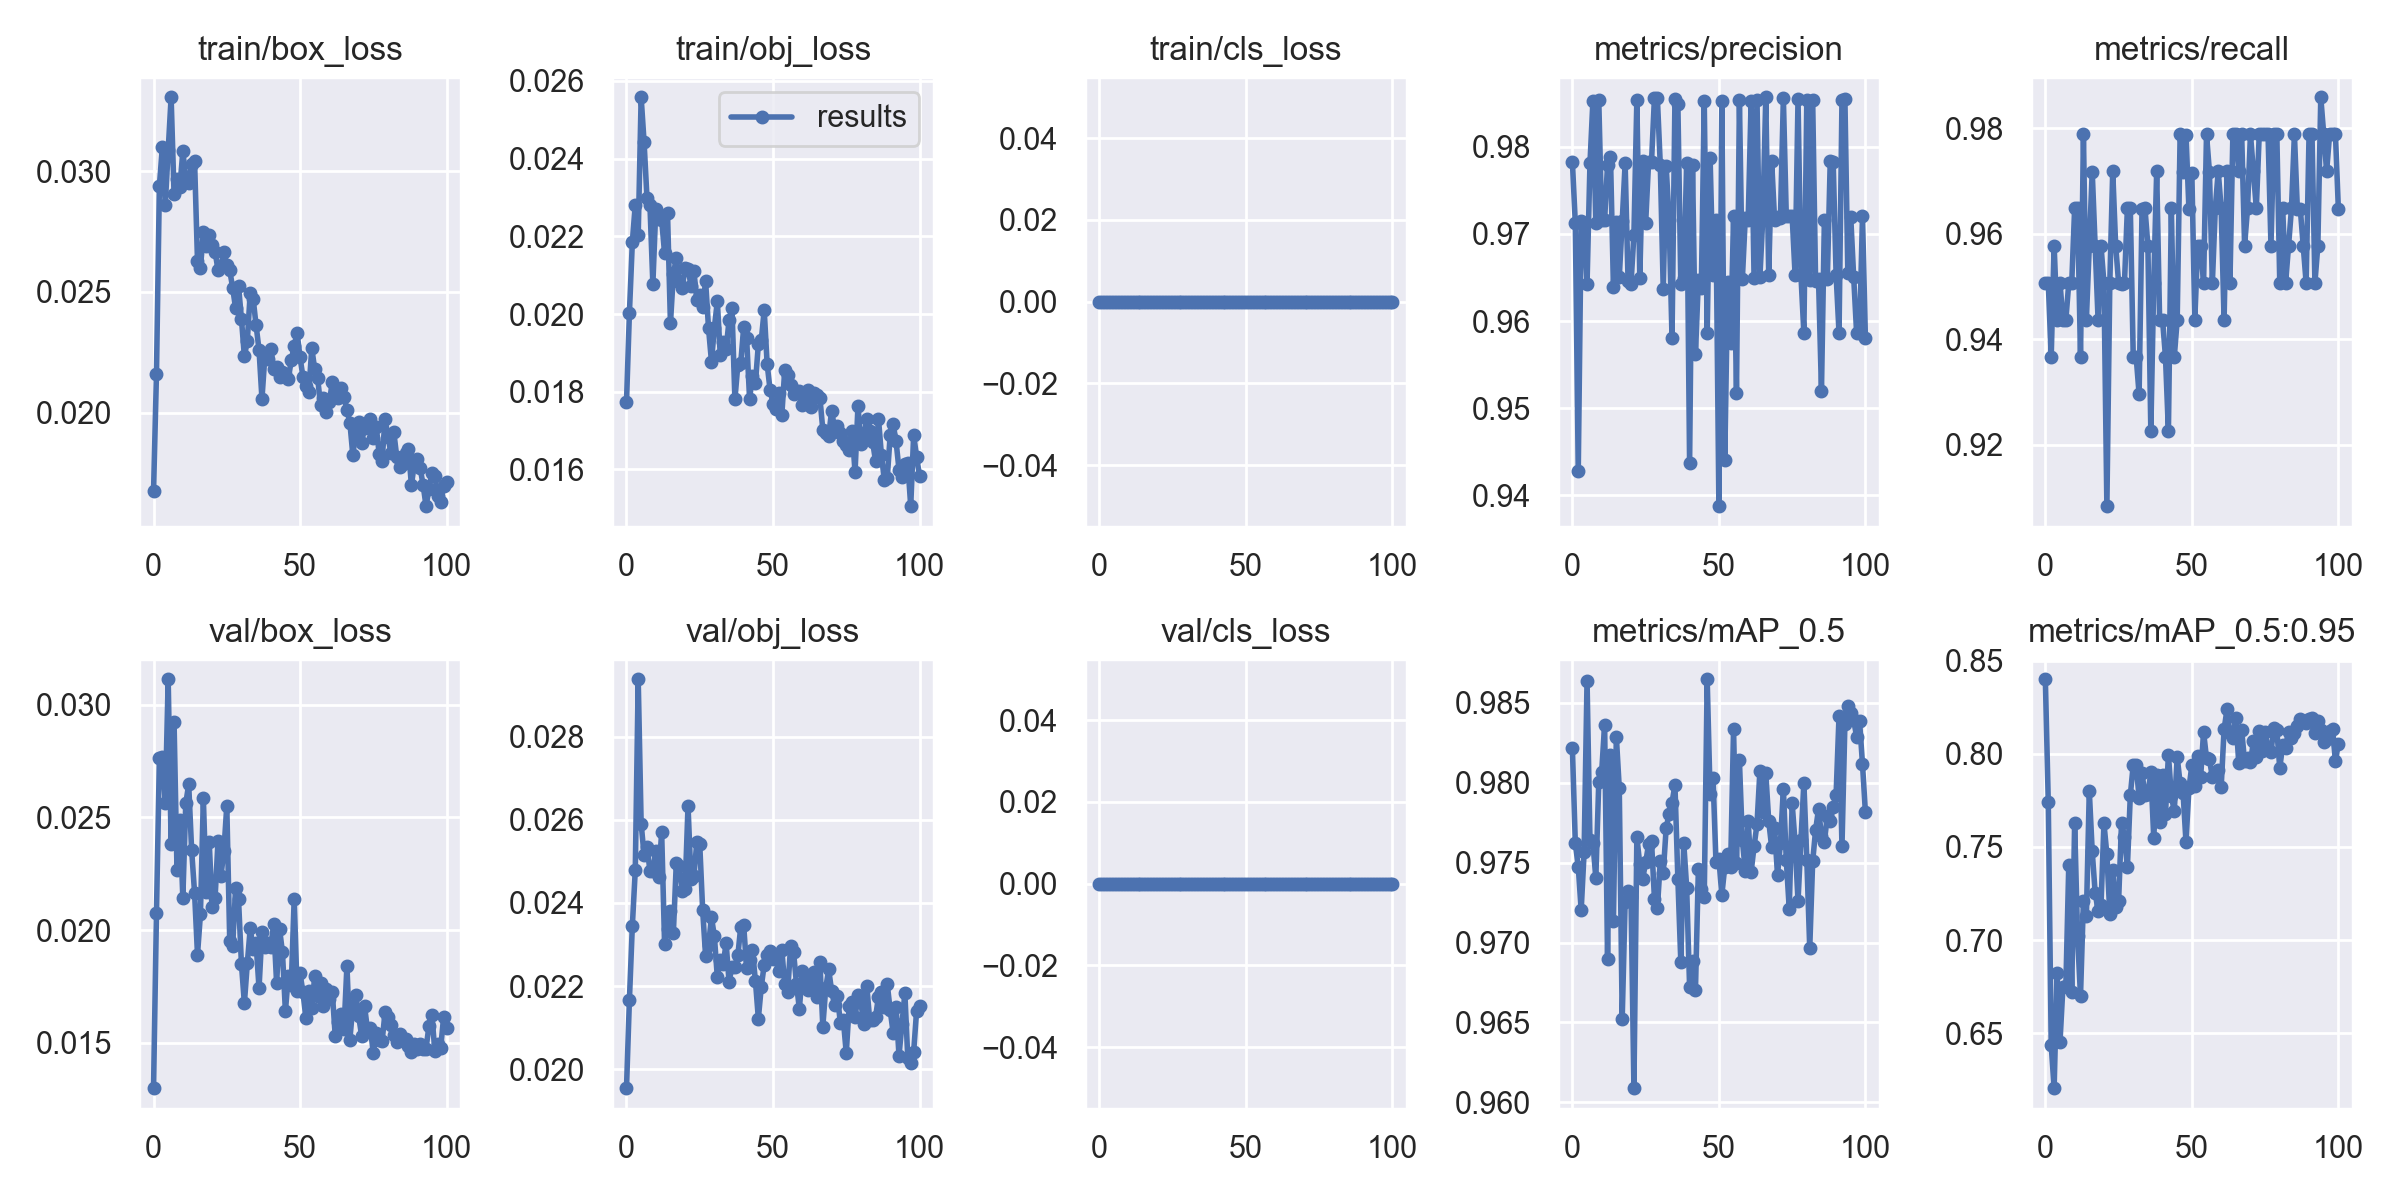 train/box_loss
0.030
0.025
0.020
0 50 100
train/obj_loss
results
0.026
0.024
0.022
0.020
0.018
0.016
0 50 100
train/cls_loss
0.04
0.02
0.00
−0.02
−0.04
0 50 100
metrics/precision
0.98
0.97
0.96
0.95
0.94
0 50 100
metrics/recall
0.98
0.96
0.94
0.92
0 50 100
val/box_loss
0.030
0.025
0.020
0.015
0 50 100
val/obj_loss
0.028
0.026
0.024
0.022
0.020
0 50 100
val/cls_loss
0.04
0.02
0.00
−0.02
−0.04
0 50 100
metrics/mAP_0.5
0.985
0.980
0.975
0.970
0.965
0.960
0 50 100
metrics/mAP_0.5:0.95
0.85
0.80
0.75
0.70
0.65
0 50 100